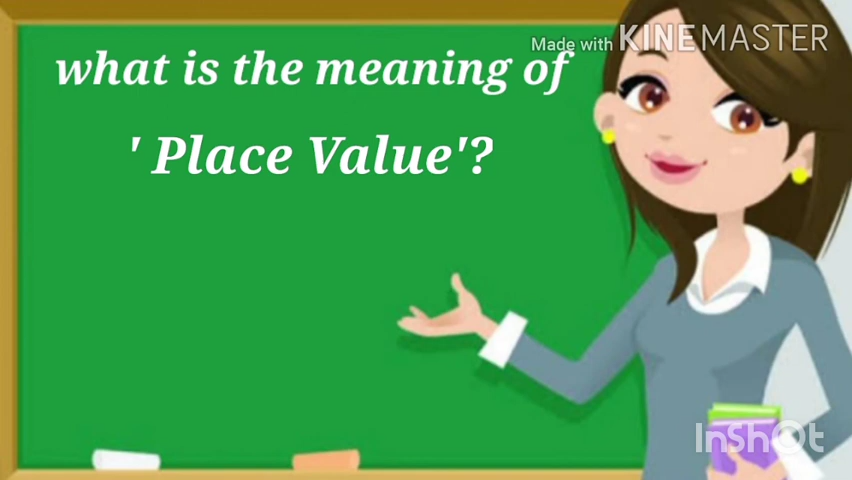 Made with KINEMASTER
what is the meaning of
' Place Value'?
InShOt